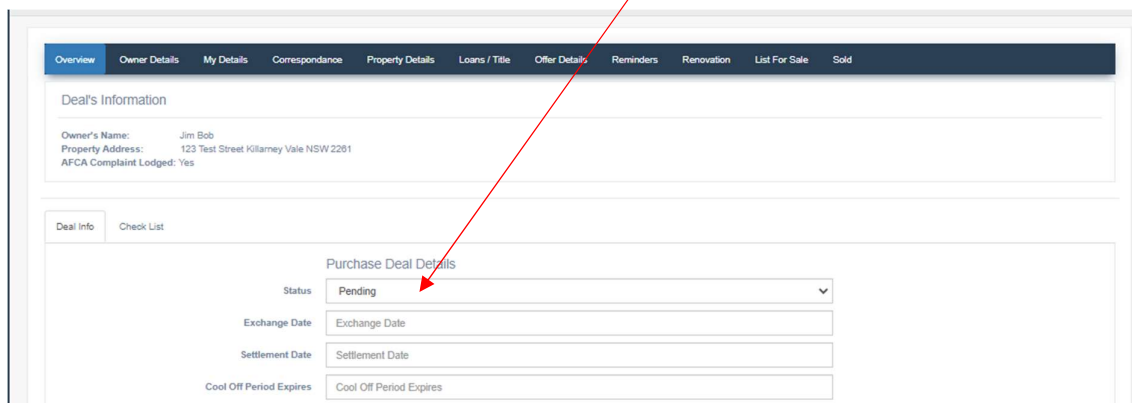 Overview Owner Details My Details Correspondance Property Details Loans / Title Offer Details Reminders Renovation List For Sale Sold
Deal's Information
Owner's Name: Jim Bob
Property Address: 123 Test Street Killarney Vale NSW 2261
AFCA Complaint Lodged: Yes
Deal Info Check List
Purchase Deal Details
Status Pending
Exchange Date Exchange Date
Settlement Date Settlement Date
Cool Off Period Expires Cool Off Period Expires